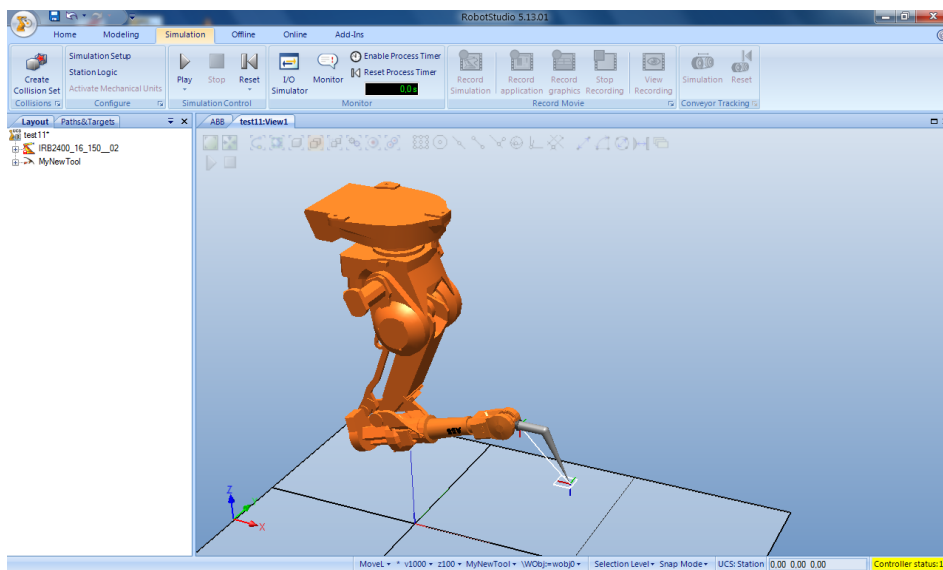 RobotStudio 5.13.01
Home Modeling Simulation Offline Online Add-Ins
Create Collision Set
Collisions
Simulation Setup
Station Logic
Activate Mechanical Units
Configure
Play Stop Reset
Simulation Control
I/O Simulator
Monitor
Enable Process Timer
Reset Process Timer
0,0 s
Monitor
Record Simulation
Record application
Record graphics
Stop Recording
View Recording
Record Movie
Simulation Reset
Conveyor Tracking
Layout Paths&Targets
ABB test11:View1
test11*
IRB2400_16_150__02
MyNewTool
Z
X
MoveL * v1000 z100 MyNewTool \WObj:=wobj0 Selection Level Snap Mode UCS: Station 0,00 0,00 0,00 Controller status: 1